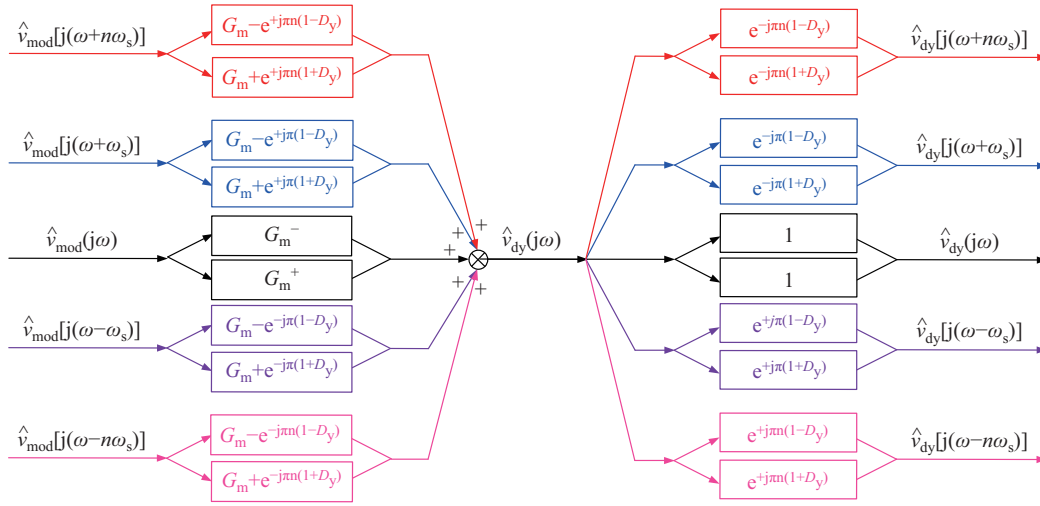 v̂mod[j(ω+nωs)]
Gm−e+jπn(1−Dy)
Gm+e+jπn(1+Dy)
e−jπn(1−Dy)
e−jπn(1+Dy)
v̂dy[j(ω+nωs)]
v̂mod[j(ω+ωs)]
Gm−e+jπ(1−Dy)
Gm+e+jπ(1+Dy)
e−jπ(1−Dy)
e−jπ(1+Dy)
v̂dy[j(ω+ωs)]
v̂mod(jω)
Gm−
Gm+
+
+
+
+
+
v̂dy(jω)
1
1
v̂dy(jω)
v̂mod[j(ω−ωs)]
Gm−e−jπ(1−Dy)
Gm+e−jπ(1+Dy)
e+jπ(1−Dy)
e+jπ(1+Dy)
v̂dy[j(ω−ωs)]
v̂mod[j(ω−nωs)]
Gm−e−jπn(1−Dy)
Gm+e−jπn(1+Dy)
e+jπn(1−Dy)
e+jπn(1+Dy)
v̂dy[j(ω−nωs)]